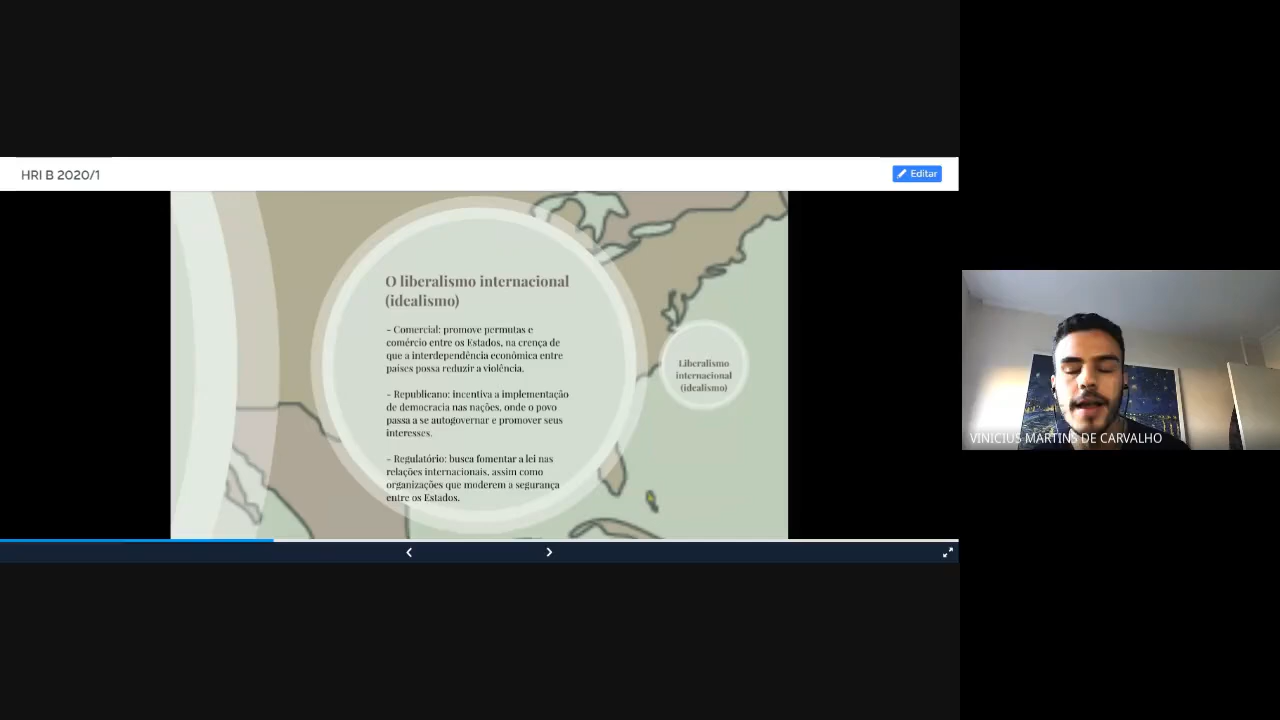 HRI B 2020/1
Editar
O liberalismo internacional
(idealismo)
- Comercial: promove permutas e
comércio entre os Estados, na crença de
que a interdependência econômica entre
países possa reduzir a violência.
- Republicano: incentiva a implementação
de democracia nas nações, onde o povo
passa a se autogovernar e promover seus
interesses.
- Regulatório: busca fomentar a lei nas
relações internacionais, assim como
organizações que moderem a segurança
entre os Estados.
Liberalismo
internacional
(idealismo)
VINICIUS MARTINS DE CARVALHO